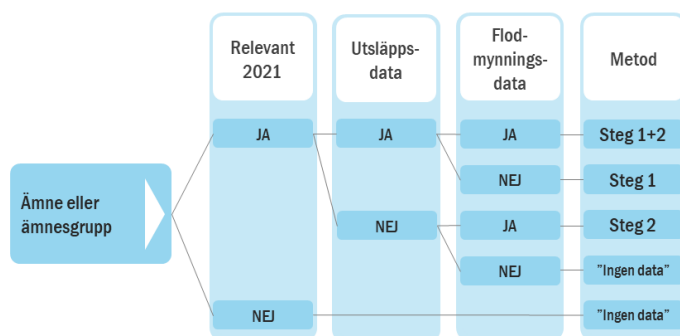 Relevant
2021
Utsläpps-
data
Flod-
mynnings-
data
Metod
JA
JA
JA
Steg 1+2
NEJ
Steg 1
Ämne eller
ämnesgrupp
NEJ
JA
Steg 2
NEJ
"Ingen data"
NEJ
"Ingen data"